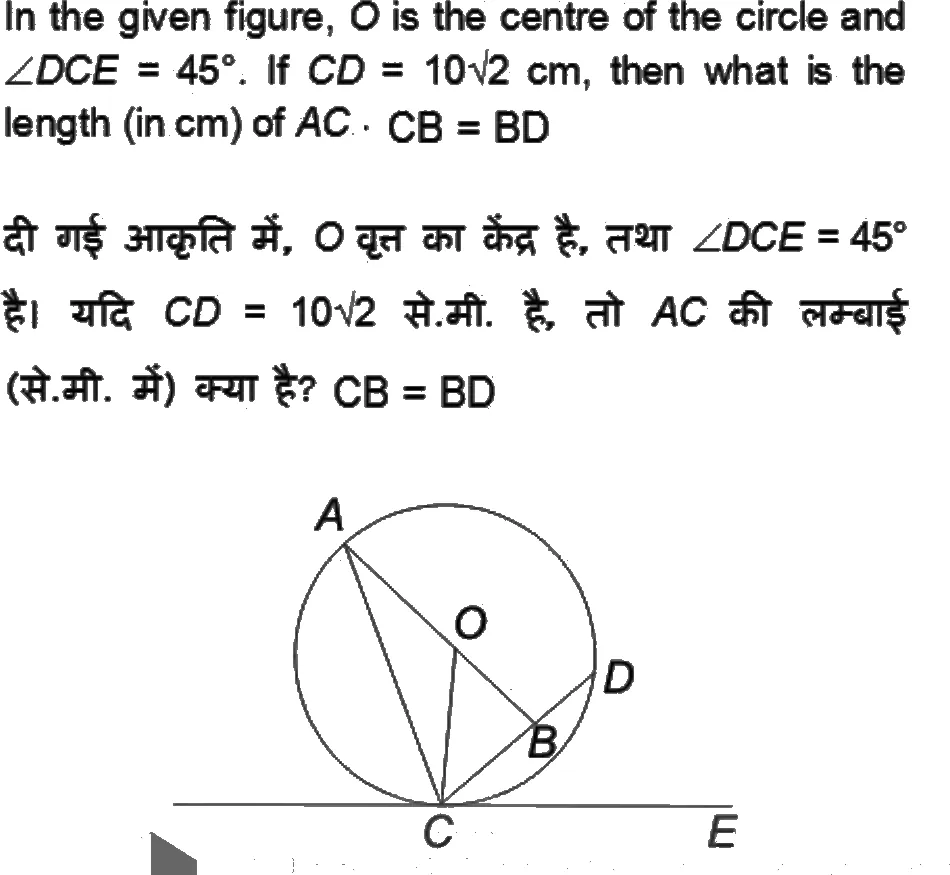 In the given figure, O is the centre of the circle and
∠DCE = 45°. If CD = 10√2 cm, then what is the
length (in cm) of AC. CB = BD
दी गई आकृति में, O वृत्त का केंद्र है, तथा ∠DCE = 45°
है। यदि CD = 10√2 से.मी. है, तो AC की लम्बाई
(से.मी. में) क्या है? CB = BD
A
O
D
B
C
E